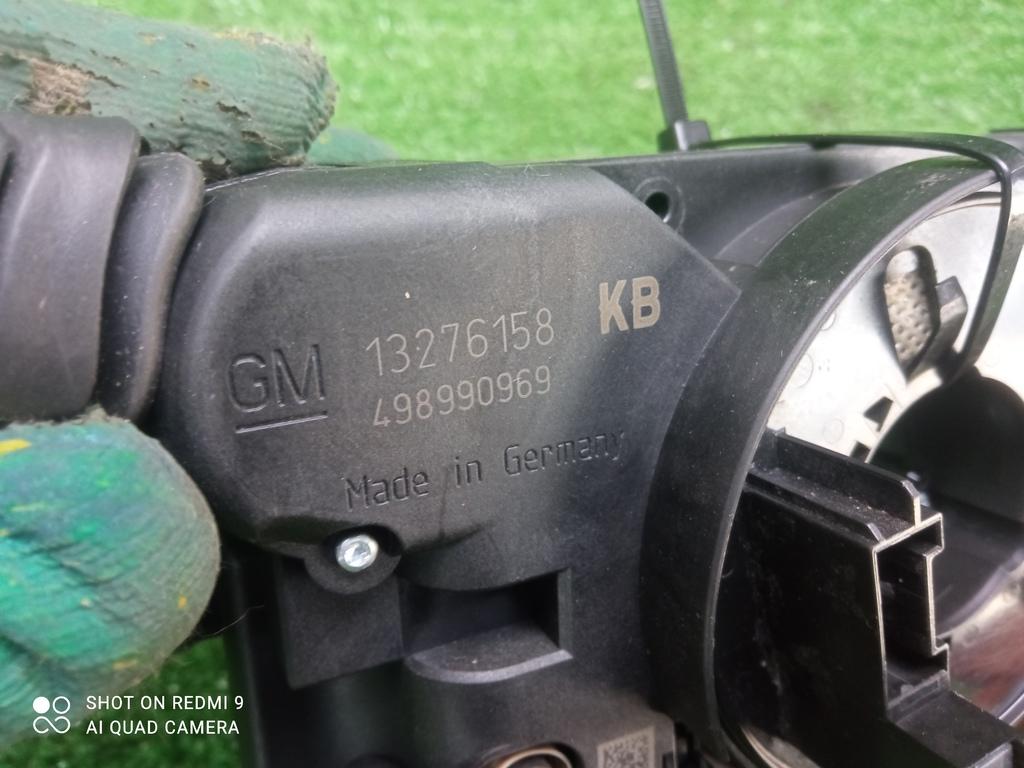 GM
13276158
KB
498990969
Made in Germany
SHOT ON REDMI 9
AI QUAD CAMERA